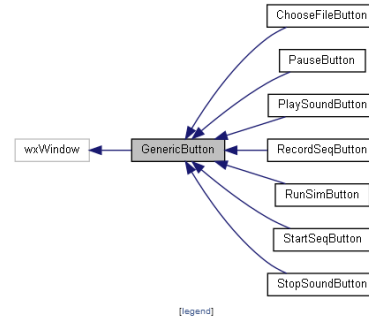 ChooseFileButton
PauseButton
PlaySoundButton
wxWindow
GenericButton
RecordSeqButton
RunSimButton
StartSeqButton
StopSoundButton
[legend]